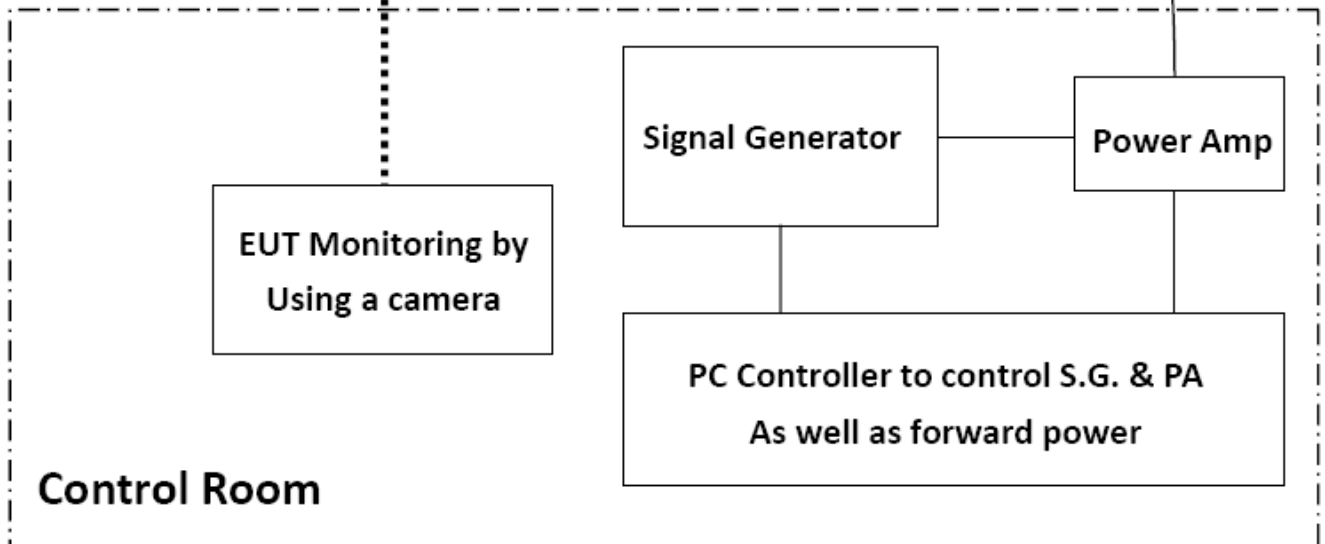 Signal Generator
Power Amp
EUT Monitoring by
Using a camera
PC Controller to control S.G. & PA
As well as forward power
Control Room